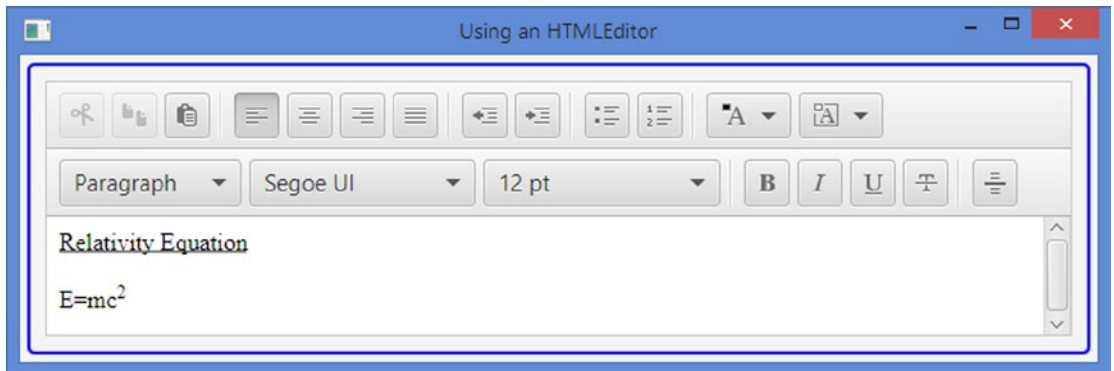 Using an HTMLEditor
A A
Paragraph Segoe UI 12 pt B I U T
Relativity Equation
E=mc²